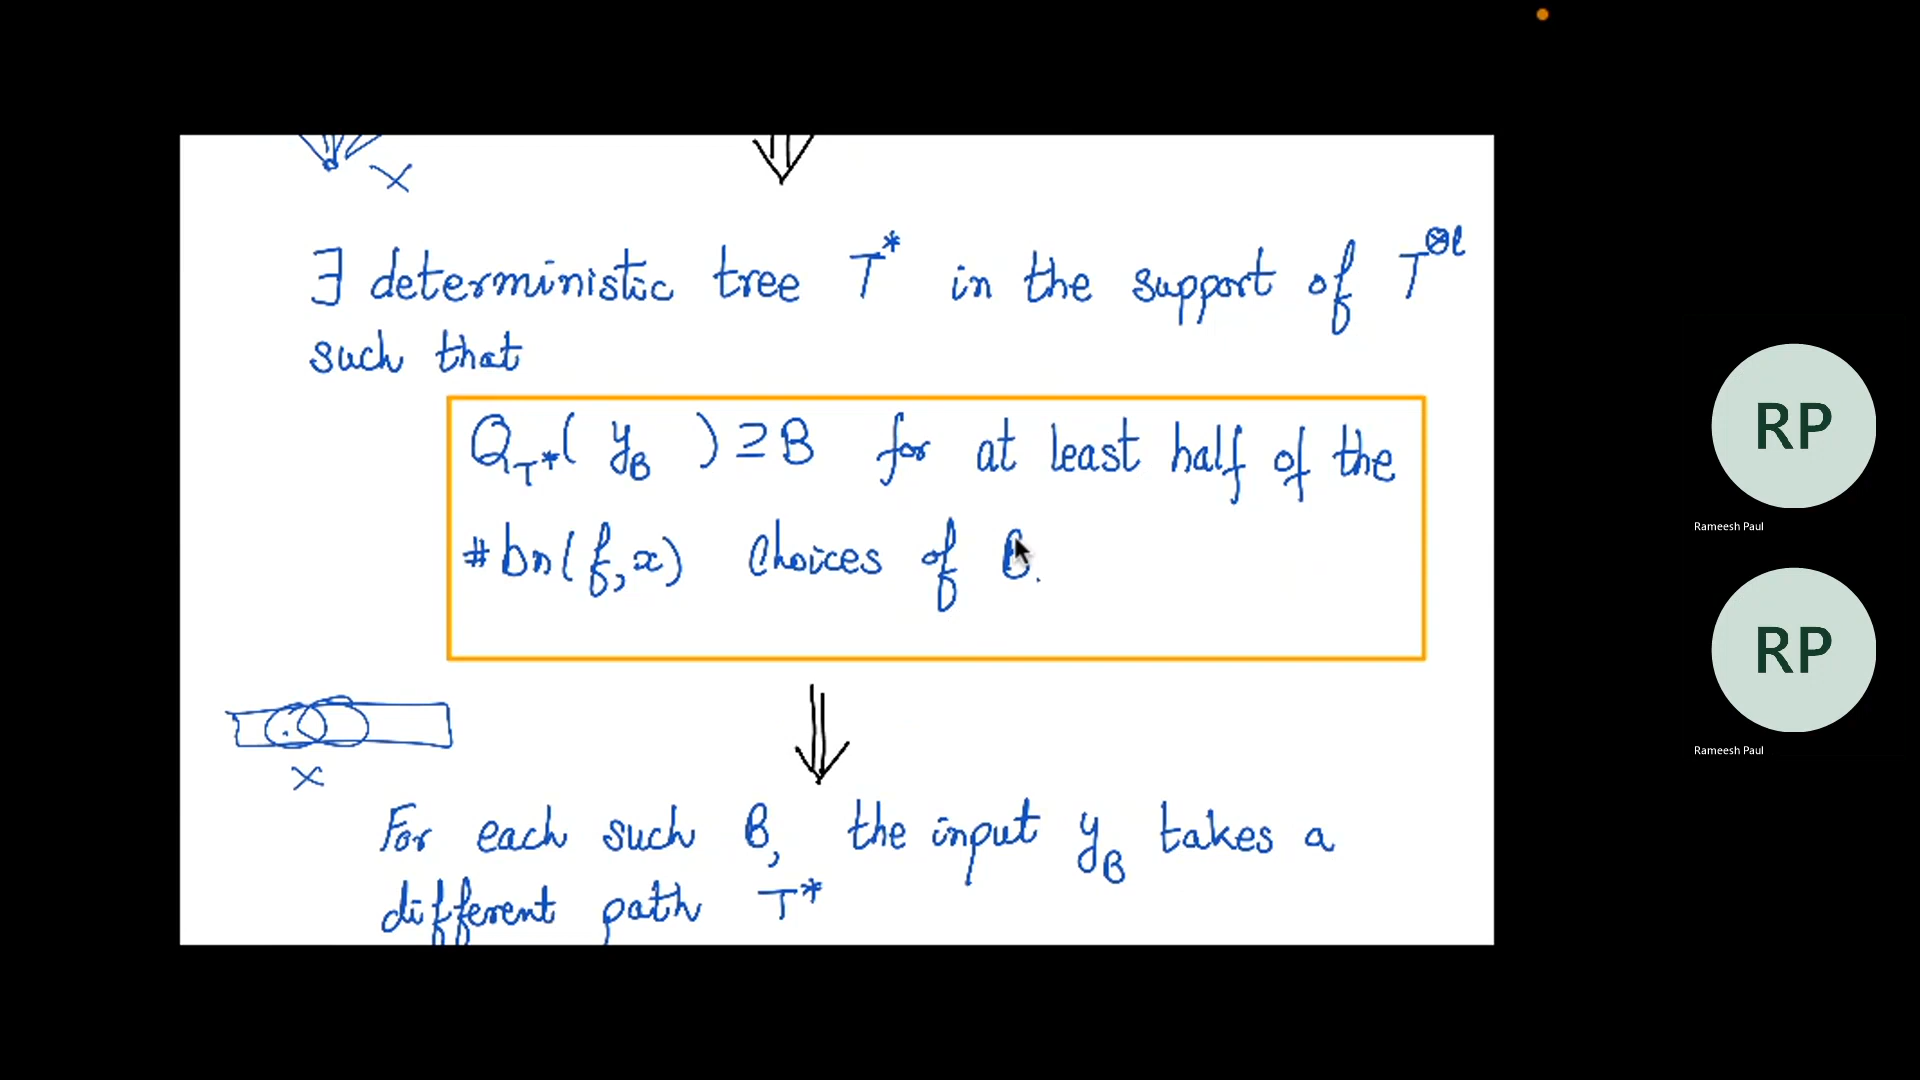 x
∃ deterministic tree T* in the support of T^⊗l
such that
Q_T*( y_B ) ⊇ B for at least half of the
#bn(f,x) choices of B.
x
For each such B, the input y_B takes a
different path T*
RP
Rameesh Paul
RP
Rameesh Paul